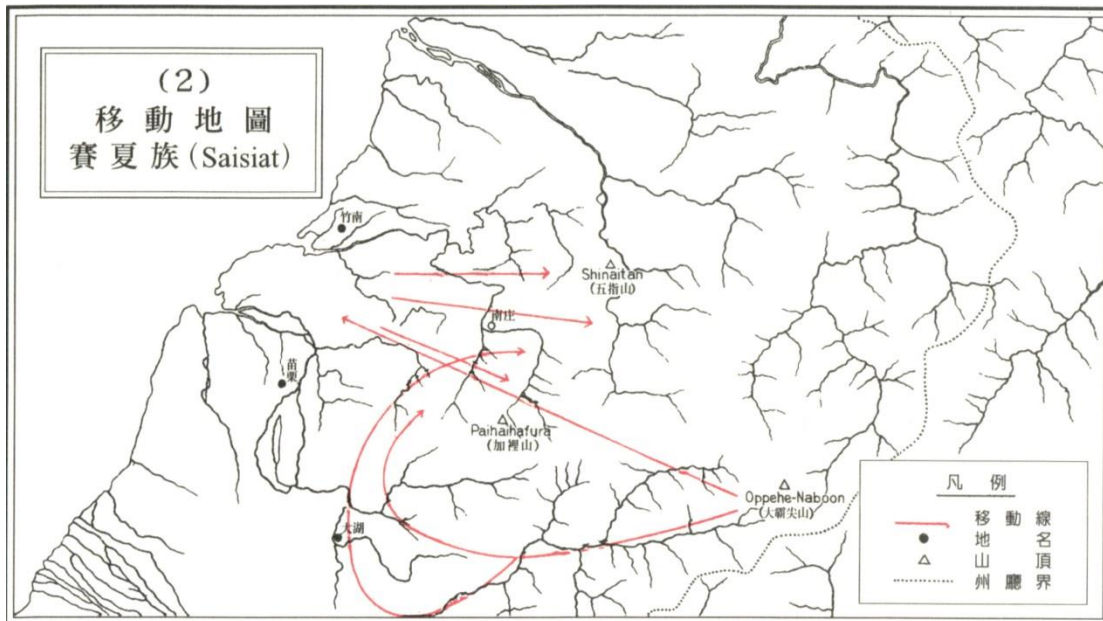 (2)
移動地圖
賽夏族(Saisiat)
竹南
Shinaitan
(五指山)
南庄
苗栗
Paihaihafura
(加裡山)
Oppehe-Naboon
(大霸尖山)
大湖
凡例
移動線
地名
山頂
州廳界